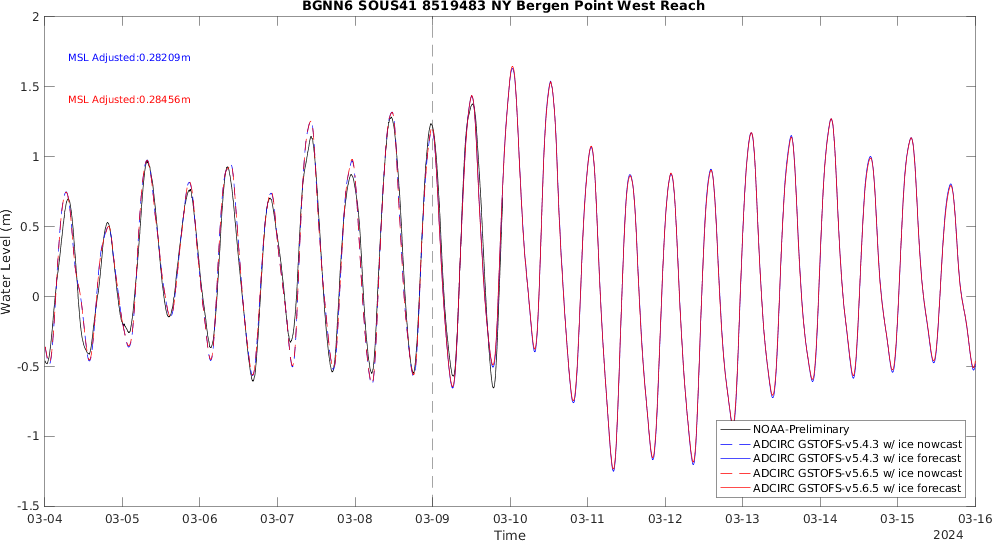 BGNN6 SOUS41 8519483 NY Bergen Point West Reach
MSL Adjusted:0.28209m
MSL Adjusted:0.28456m
Water Level (m)
2
1.5
1
0.5
0
-0.5
-1
-1.5
NOAA-Preliminary
ADCIRC GSTOFS-v5.4.3 w/ ice nowcast
ADCIRC GSTOFS-v5.4.3 w/ ice forecast
ADCIRC GSTOFS-v5.6.5 w/ ice nowcast
ADCIRC GSTOFS-v5.6.5 w/ ice forecast
03-04 03-05 03-06 03-07 03-08 03-09 03-10 03-11 03-12 03-13 03-14 03-15 03-16
Time
2024